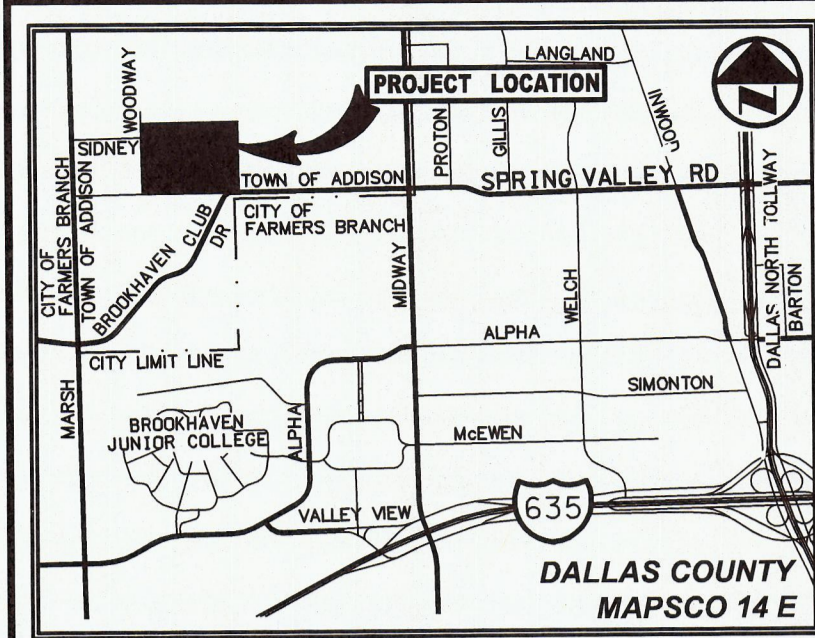 LANGLAND
WOODWAY
PROJECT LOCATION
N
SIDNEY
PROTON
GILLIS
INWOOD
TOWN OF ADDISON
SPRING VALLEY RD
CITY OF
FARMERS BRANCH
CITY OF
FARMERS BRANCH
TOWN OF ADDISON
BROOKHAVEN CLUB
DR
MIDWAY
WELCH
DALLAS NORTH TOLLWAY
BARTON
ALPHA
CITY LIMIT LINE
SIMONTON
MARSH
BROOKHAVEN
JUNIOR COLLEGE
ALPHA
McEWEN
VALLEY VIEW
635
DALLAS COUNTY
MAPSCO 14 E